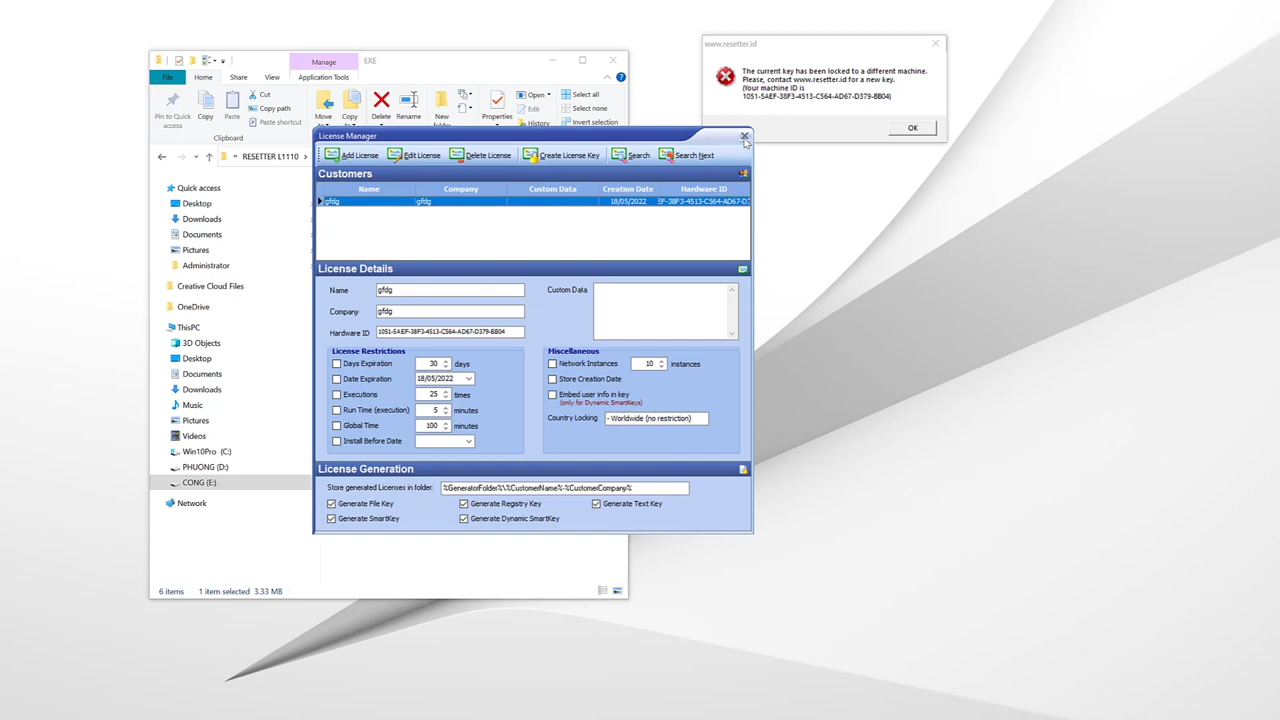 Manage
EXE
File
Home
Share
View
Application Tools
Pin to Quick
access
Copy
Paste
Cut
Copy path
Paste shortcut
Clipboard
Move
to
Copy
to
Delete
Rename
New
folder
Properties
Open
Edit
History
Select all
Select none
Invert selection
RESETTER L1110
Quick access
Desktop
Downloads
Documents
Pictures
Administrator
Creative Cloud Files
OneDrive
ThisPC
3D Objects
Desktop
Documents
Downloads
Music
Pictures
Videos
Win10Pro (C:)
PHUONG (D:)
CONG (E:)
Network
6 items
1 item selected 3.33 MB
www.resetter.id
The current key has been locked to a different machine.
Please, contact www.resetter.id for a new key.
(Your machine ID is
1051-5AEF-38F3-4513-C564-AD67-D379-BB04)
OK
License Manager
Add License
Edit License
Delete License
Create License Key
Search
Search Next
Customers
Name
Company
Custom Data
Creation Date
Hardware ID
gfdg
gfdg
18/05/2022
EF-38F3-4513-C564-AD67-D3
License Details
Name
gfdg
Custom Data
Company
gfdg
Hardware ID
1051-5AEF-38F3-4513-C564-AD67-D379-BB04
License Restrictions
Days Expiration
30
days
Date Expiration
18/05/2022
Executions
25
times
Run Time (execution)
5
minutes
Global Time
100
minutes
Install Before Date
Miscellaneous
Network Instances
10
instances
Store Creation Date
Embed user info in key
(only for Dynamic SmartKeys)
Country Locking
- Worldwide (no restriction)
License Generation
Store generated Licenses in folder:
%GeneratorFolder%\%CustomerName%-%CustomerCompany%
Generate File Key
Generate Registry Key
Generate Text Key
Generate SmartKey
Generate Dynamic SmartKey